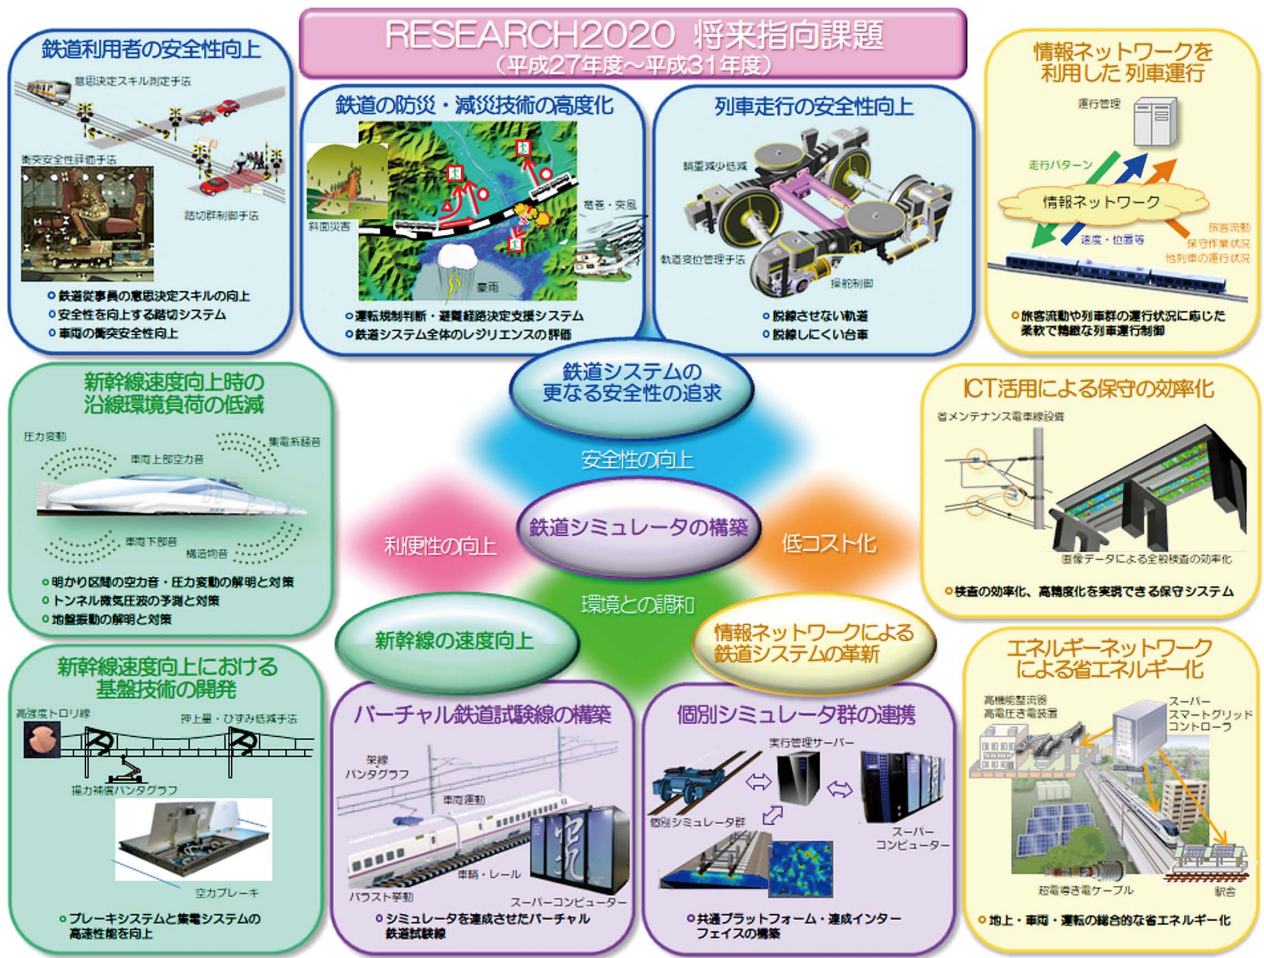 RESEARCH2020 将来指向課題
(平成27年度~平成31年度)
鉄道利用者の安全性向上
意思決定スキル測定手法
衝突安全性評価手法
踏切群制御手法
鉄道従事員の意思決定スキルの向上
安全性を向上する踏切システム
車両の衝突安全性向上
鉄道の防災・減災技術の高度化
斜面災害
竜巻・突風
豪雨
運転規制判断・避難経路決定支援システム
鉄道システム全体のレジリエンスの評価
列車走行の安全性向上
輪重減少低減
軌道変位管理手法
操舵制御
脱線させない軌道
脱線しにくい台車
情報ネットワークを
利用した 列車運行
運行管理
走行パターン
情報ネットワーク
速度・位置等
旅客流動
保守作業状況
他列車の運行状況
旅客流動や列車群の運行状況に応じた
柔軟で精緻な列車運行制御
鉄道システムの
更なる安全性の追求
安全性の向上
利便性の向上
鉄道シミュレータの構築
低コスト化
環境との調和
新幹線の速度向上
情報ネットワークによる
鉄道システムの革新
新幹線速度向上時の
沿線環境負荷の低減
圧力変動
車両上部空力音
集電系騒音
車両下部音
構造物音
明かり区間の空力音・圧力変動の解明と対策
トンネル微気圧波の予測と対策
地盤振動の解明と対策
ICT活用による保守の効率化
省メンテナンス電車線設備
画像データによる全般検査の効率化
検査の効率化、高精度化を実現できる保守システム
新幹線速度向上における
基盤技術の開発
高強度トロリ線
押上量・ひずみ低減手法
揚力補償パンタグラフ
空力ブレーキ
ブレーキシステムと集電システムの
高速性能を向上
バーチャル鉄道試験線の構築
架線
パンタグラフ
車両運動
車輪・レール
バラスト挙動
スーパーコンピューター
シミュレータを連成させたバーチャル
鉄道試験線
個別シミュレータ群の連携
実行管理サーバー
個別シミュレータ群
スーパー
コンピューター
共通プラットフォーム・連成インター
フェイスの構築
エネルギーネットワーク
による省エネルギー化
高機能整流器
高電圧き電装置
スーパー
スマートグリッド
コントローラ
超電導き電ケーブル
駅舎
地上・車両・運転の総合的な省エネルギー化